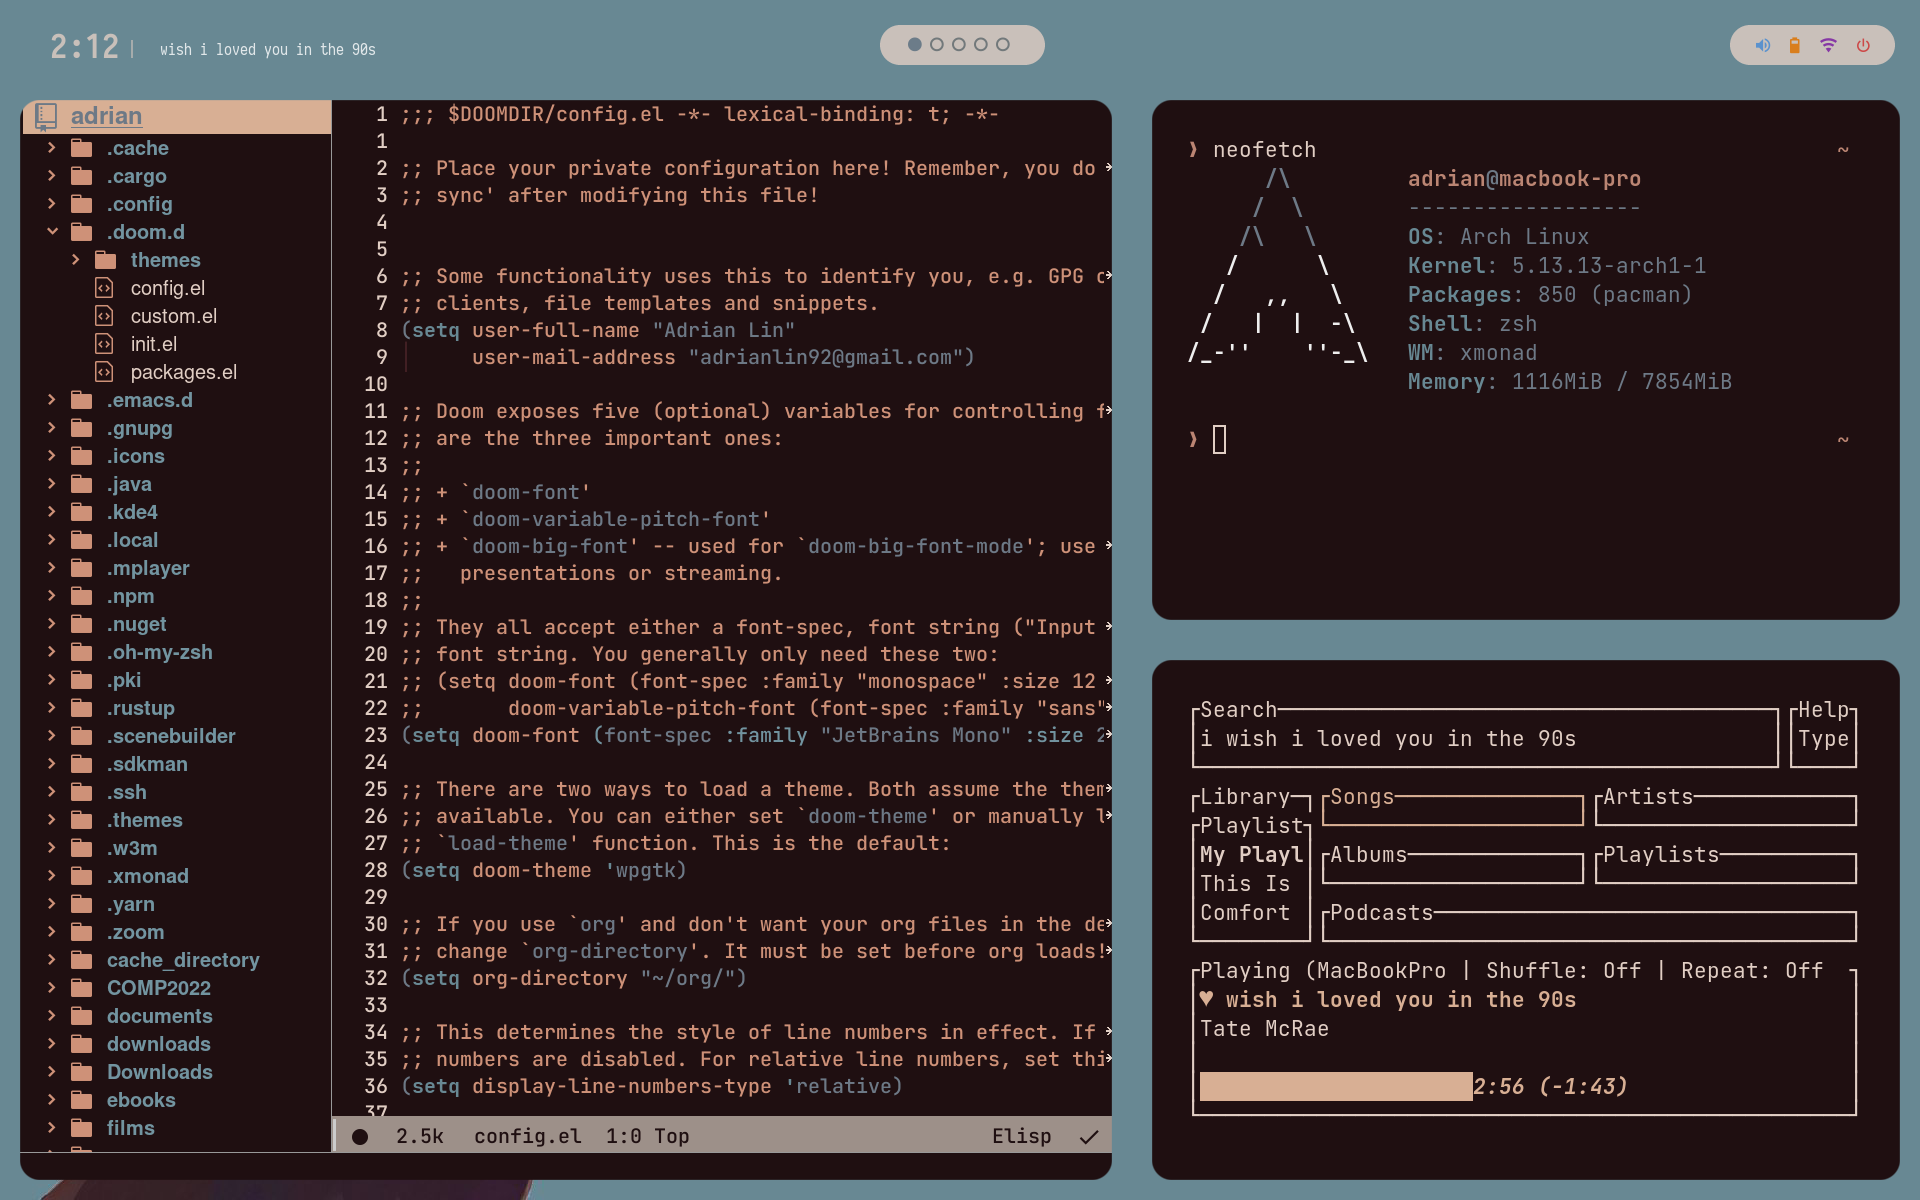 2:12 | wish i loved you in the 90s
adrian
.cache
.cargo
.config
.doom.d
themes
config.el
custom.el
init.el
packages.el
.emacs.d
.gnupg
.icons
.java
.kde4
.local
.mplayer
.npm
.nuget
.oh-my-zsh
.pki
.rustup
.scenebuilder
.sdkman
.ssh
.themes
.w3m
.xmonad
.yarn
.zoom
cache_directory
COMP2022
documents
downloads
Downloads
ebooks
films
1 ;;; $DOOMDIR/config.el -*- lexical-binding: t; -*-
1
2 ;; Place your private configuration here! Remember, you do
3 ;; sync' after modifying this file!
4
5
6 ;; Some functionality uses this to identify you, e.g. GPG
7 ;; clients, file templates and snippets.
8 (setq user-full-name "Adrian Lin"
9       user-mail-address "adrianlin92@gmail.com")
10
11 ;; Doom exposes five (optional) variables for controlling f
12 ;; are the three important ones:
13 ;;
14 ;; + `doom-font'
15 ;; + `doom-variable-pitch-font'
16 ;; + `doom-big-font' -- used for `doom-big-font-mode'; use
17 ;;   presentations or streaming.
18 ;;
19 ;; They all accept either a font-spec, font string ("Input
20 ;; font string. You generally only need these two:
21 ;; (setq doom-font (font-spec :family "monospace" :size 12
22 ;;       doom-variable-pitch-font (font-spec :family "sans"
23 (setq doom-font (font-spec :family "JetBrains Mono" :size 2
24
25 ;; There are two ways to load a theme. Both assume the them
26 ;; available. You can either set `doom-theme' or manually l
27 ;; `load-theme' function. This is the default:
28 (setq doom-theme 'wpgtk)
29
30 ;; If you use `org' and don't want your org files in the de
31 ;; change `org-directory'. It must be set before org loads!
32 (setq org-directory "~/org/")
33
34 ;; This determines the style of line numbers in effect. If
35 ;; numbers are disabled. For relative line numbers, set thi
36 (setq display-line-numbers-type 'relative)
37
2.5k config.el 1:0 Top Elisp
❱ neofetch ~
/\
/  \
/\   \
/      \
/   ,,   \
/   |  |  -\
/_-''    ''-_\
adrian@macbook-pro
------------------
OS: Arch Linux
Kernel: 5.13.13-arch1-1
Packages: 850 (pacman)
Shell: zsh
WM: xmonad
Memory: 1116MiB / 7854MiB
❱ ~
Search
i wish i loved you in the 90s
Help
Type
Library
Playlist
My Playl
This Is
Comfort
Songs
Artists
Albums
Playlists
Podcasts
Playing (MacBookPro | Shuffle: Off | Repeat: Off
♥ wish i loved you in the 90s
Tate McRae
2:56 (-1:43)